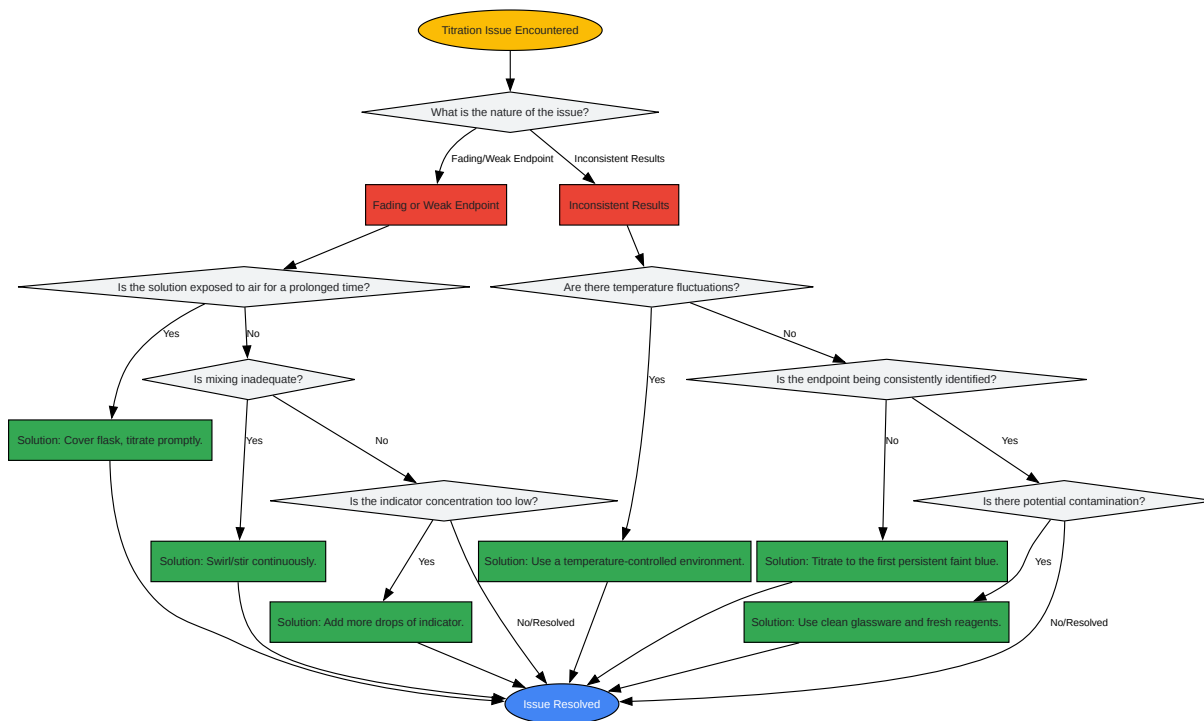 Titration Issue Encountered
What is the nature of the issue?
Fading/Weak Endpoint
Inconsistent Results
Fading or Weak Endpoint
Inconsistent Results
Is the solution exposed to air for a prolonged time?
Are there temperature fluctuations?
Yes
No
No
Is mixing inadequate?
Yes
Is the endpoint being consistently identified?
Solution: Cover flask, titrate promptly.
Yes
No
No
Yes
Is the indicator concentration too low?
Is there potential contamination?
Solution: Swirl/stir continuously.
Yes
Solution: Use a temperature-controlled environment.
Solution: Titrate to the first persistent faint blue.
Yes
Solution: Add more drops of indicator.
No/Resolved
Solution: Use clean glassware and fresh reagents.
No/Resolved
Issue Resolved